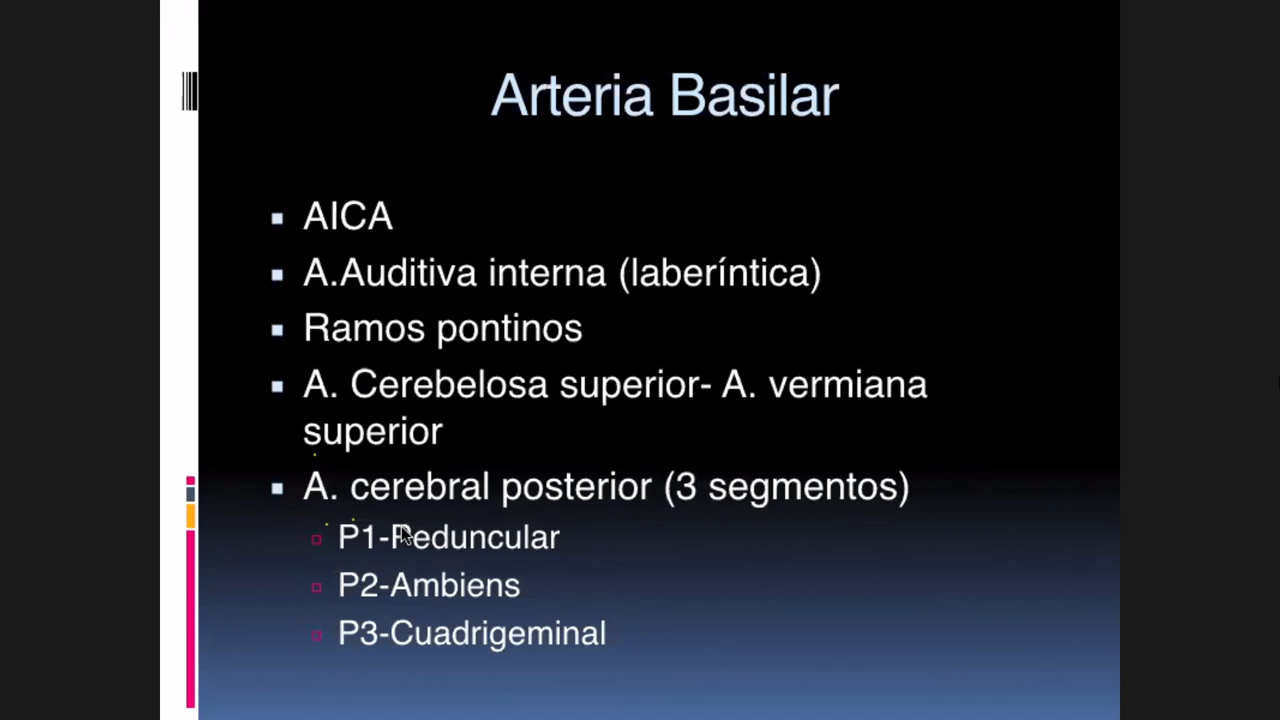 Arteria Basilar
AICA
A.Auditiva interna (laberíntica)
Ramos pontinos
A. Cerebelosa superior- A. vermiana
superior
A. cerebral posterior (3 segmentos)
P1-Peduncular
P2-Ambiens
P3-Cuadrigeminal